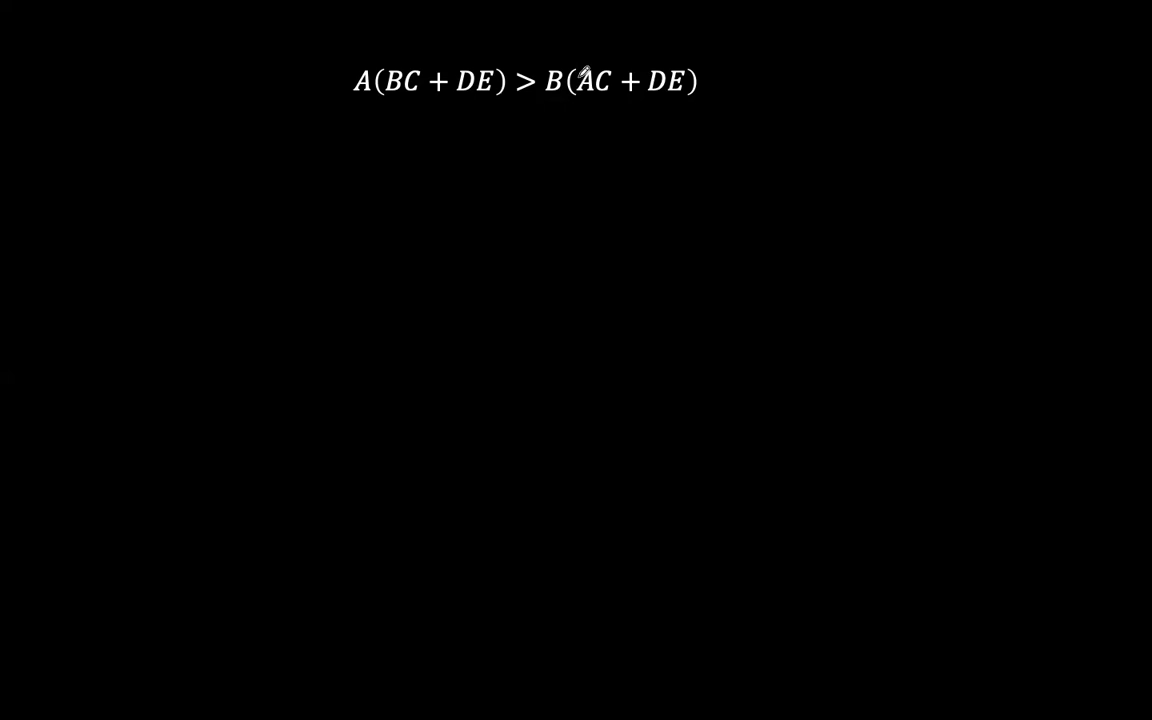 A(BC + DE) > B(AC + DE)